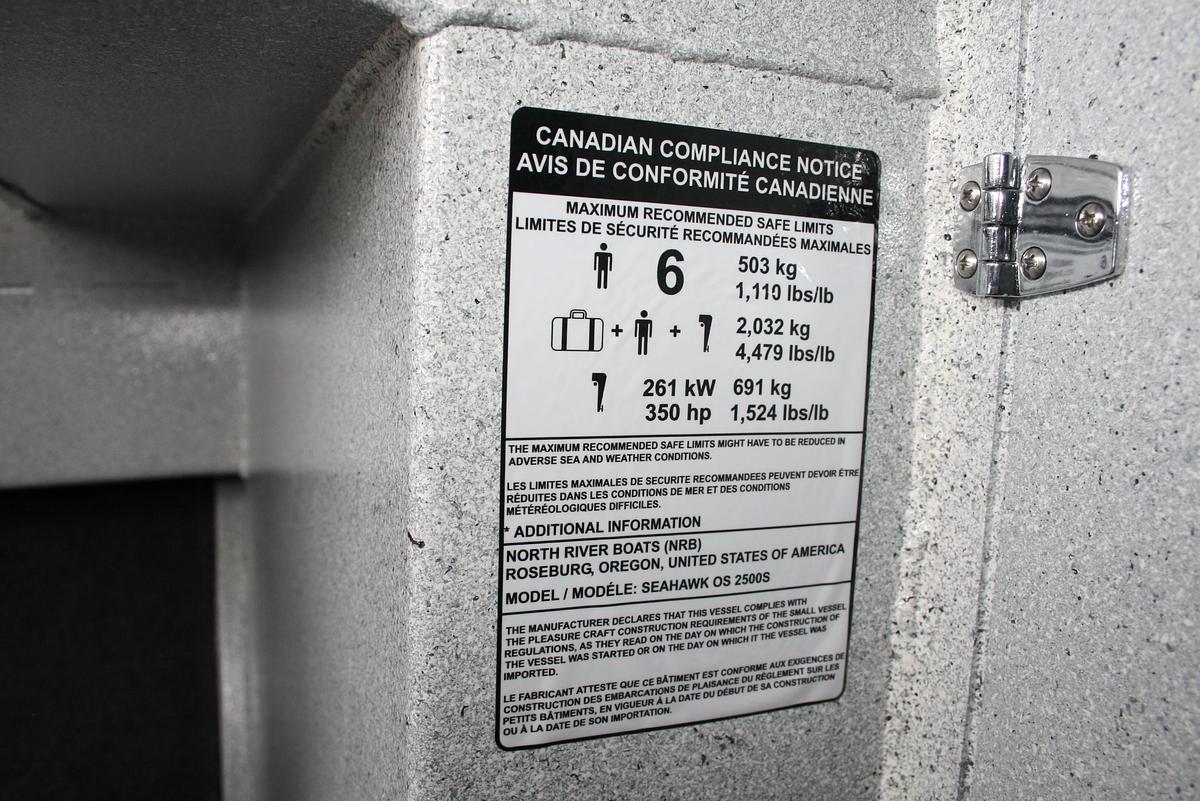 CANADIAN COMPLIANCE NOTICE
AVIS DE CONFORMITÉ CANADIENNE
MAXIMUM RECOMMENDED SAFE LIMITS
LIMITES DE SÉCURITÉ RECOMMANDÉES MAXIMALES
6 503 kg
1,110 lbs/lb
+ + 2,032 kg
4,479 lbs/lb
261 kW 691 kg
350 hp 1,524 lbs/lb
THE MAXIMUM RECOMMENDED SAFE LIMITS MIGHT HAVE TO BE REDUCED IN
ADVERSE SEA AND WEATHER CONDITIONS.
LES LIMITES MAXIMALES DE SECURITE RECOMMANDEES PEUVENT DEVOIR ÊTRE
RÉDUITES DANS LES CONDITIONS DE MER ET DES CONDITIONS
MÉTÉRÉOLOGIQUES DIFFICILES.
* ADDITIONAL INFORMATION
NORTH RIVER BOATS (NRB)
ROSEBURG, OREGON, UNITED STATES OF AMERICA
MODEL / MODÉLE: SEAHAWK OS 2500S
THE MANUFACTURER DECLARES THAT THIS VESSEL COMPLIES WITH
THE PLEASURE CRAFT CONSTRUCTION REQUIREMENTS OF THE SMALL VESSEL
REGULATIONS, AS THEY READ ON THE DAY ON WHICH THE CONSTRUCTION OF
THE VESSEL WAS STARTED OR ON THE DAY ON WHICH IT THE VESSEL WAS
IMPORTED.
LE FABRICANT ATTESTE QUE CE BÂTIMENT EST CONFORME AUX EXIGENCES DE
CONSTRUCTION DES EMBARCATIONS DE PLAISANCE DU RÈGLEMENT SUR LES
PETITS BÂTIMENTS, EN VIGUEUR À LA DATE DU DÉBUT DE SA CONSTRUCTION
OU À LA DATE DE SON IMPORTATION.